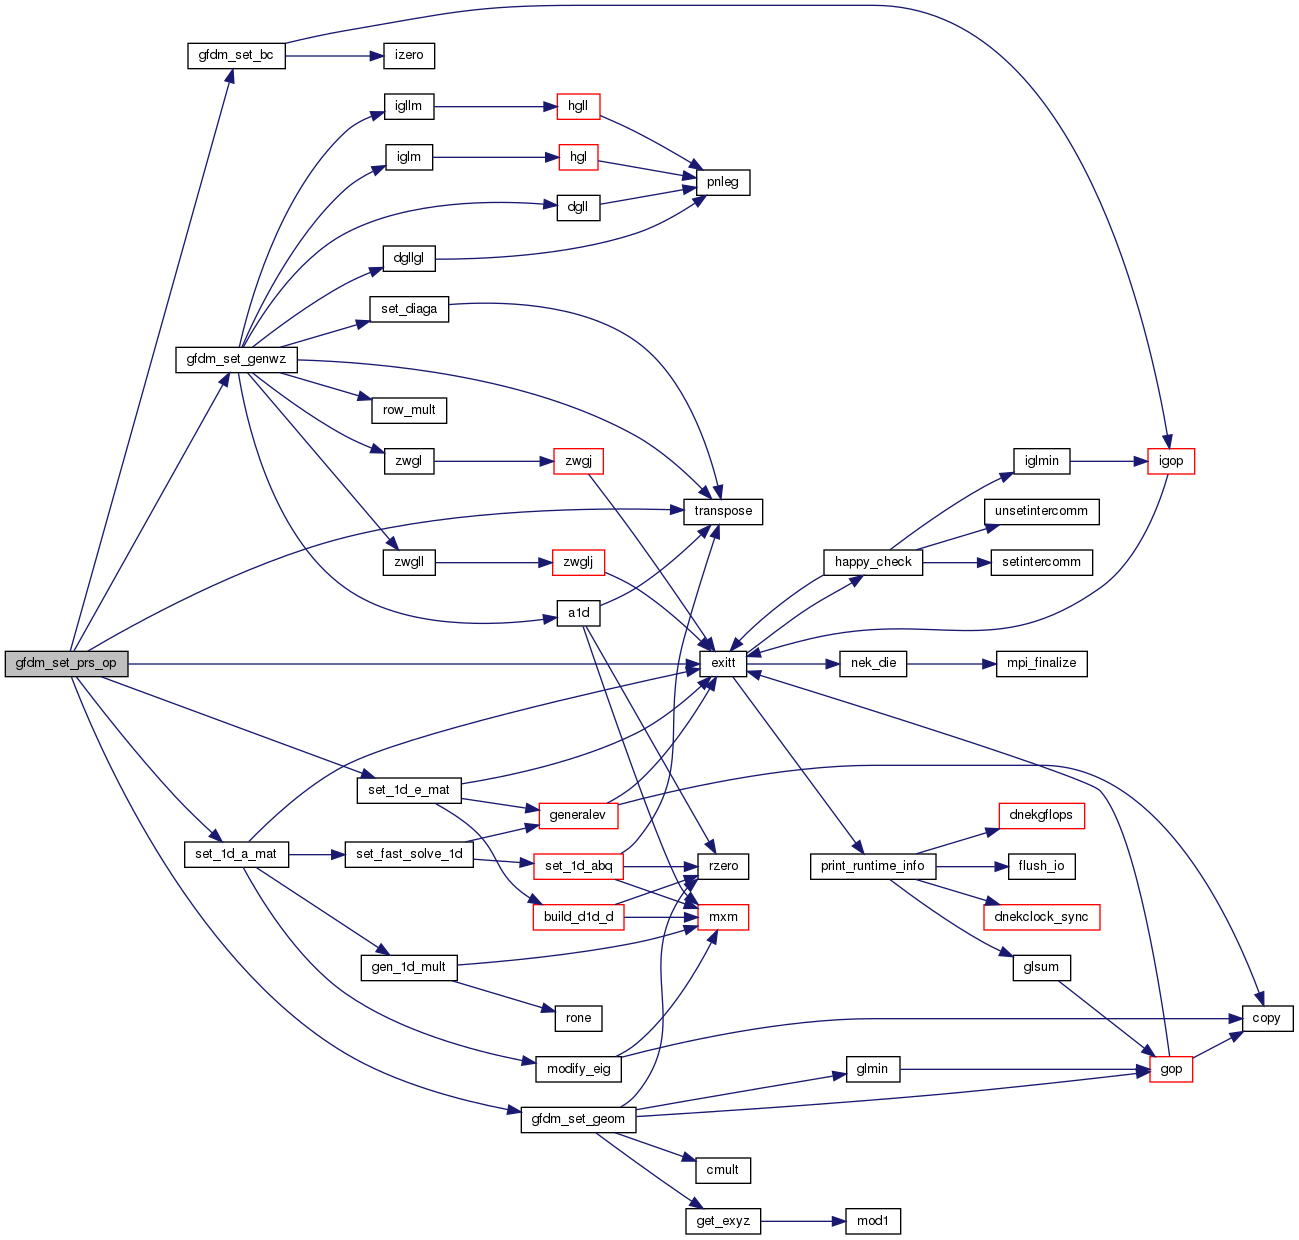 gfdm_set_bc
izero
igllm
hgll
iglm
hgl
pnleg
dgll
dgllgl
set_diaga
gfdm_set_genwz
row_mult
zwgl
zwgj
iglmin
igop
transpose
unsetintercomm
zwgll
zwglj
happy_check
setintercomm
a1d
gfdm_set_prs_op
exitt
nek_die
mpi_finalize
set_1d_e_mat
generalev
dnekgflops
set_1d_a_mat
set_fast_solve_1d
set_1d_abq
rzero
print_runtime_info
flush_io
build_d1d_d
mxm
dnekclock_sync
gen_1d_mult
glsum
rone
copy
modify_eig
glmin
gop
gfdm_set_geom
cmult
get_exyz
mod1